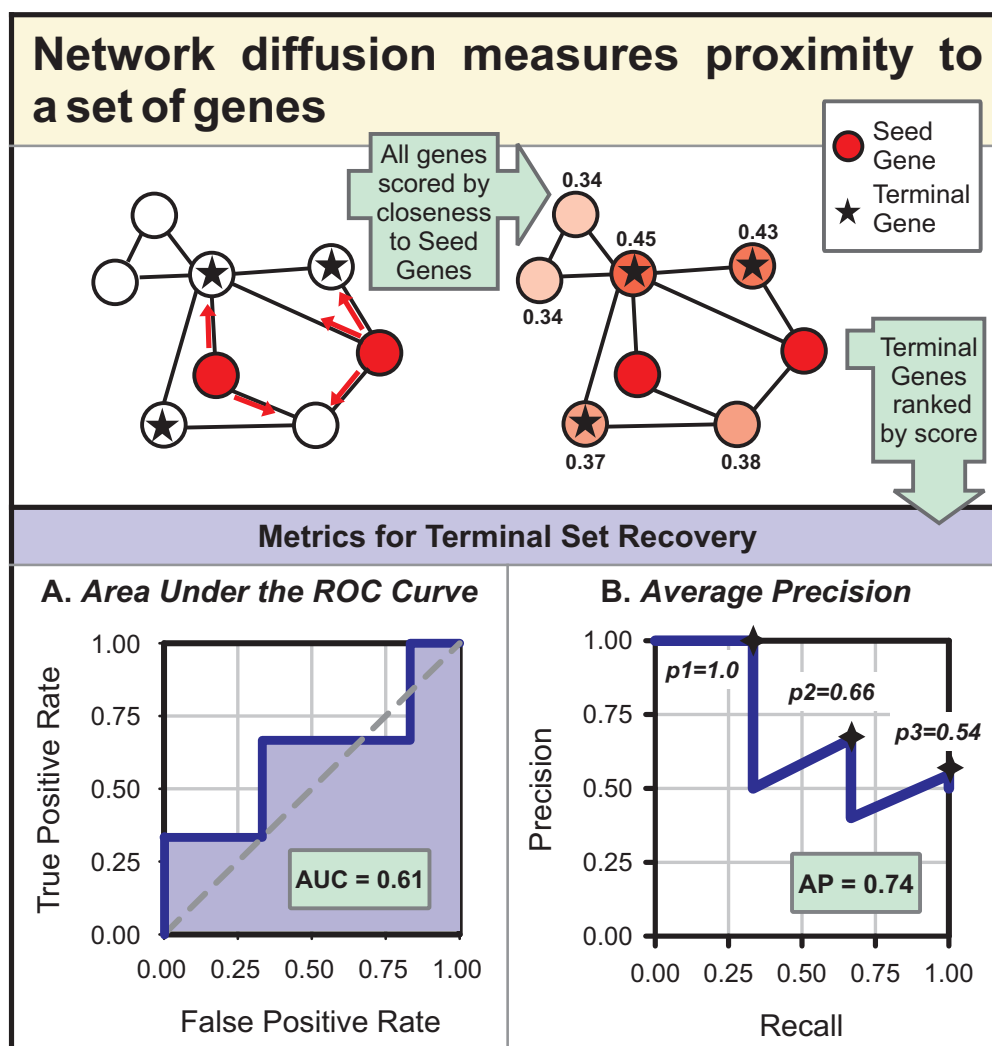 Network diffusion measures proximity to
a set of genes
All genes
scored by
closeness
to Seed
Genes
Seed
Gene
Terminal
Gene
0.34
0.45
0.43
0.34
0.37
0.38
Terminal
Genes
ranked
by score
Metrics for Terminal Set Recovery
A. Area Under the ROC Curve
True Positive Rate
1.00
0.75
0.50
0.25
0.00
AUC = 0.61
0.00 0.25 0.50 0.75 1.00
False Positive Rate
B. Average Precision
Precision
1.00
0.75
0.50
0.25
0.00
p1=1.0
p2=0.66
p3=0.54
AP = 0.74
0.00 0.25 0.50 0.75 1.00
Recall